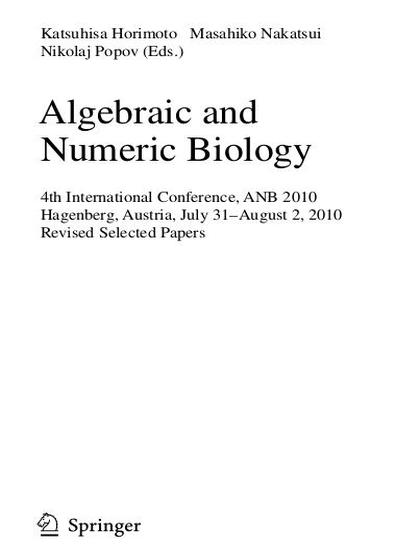 Katsuhisa Horimoto Masahiko Nakatsui
Nikolaj Popov (Eds.)
Algebraic and
Numeric Biology
4th International Conference, ANB 2010
Hagenberg, Austria, July 31–August 2, 2010
Revised Selected Papers
Springer